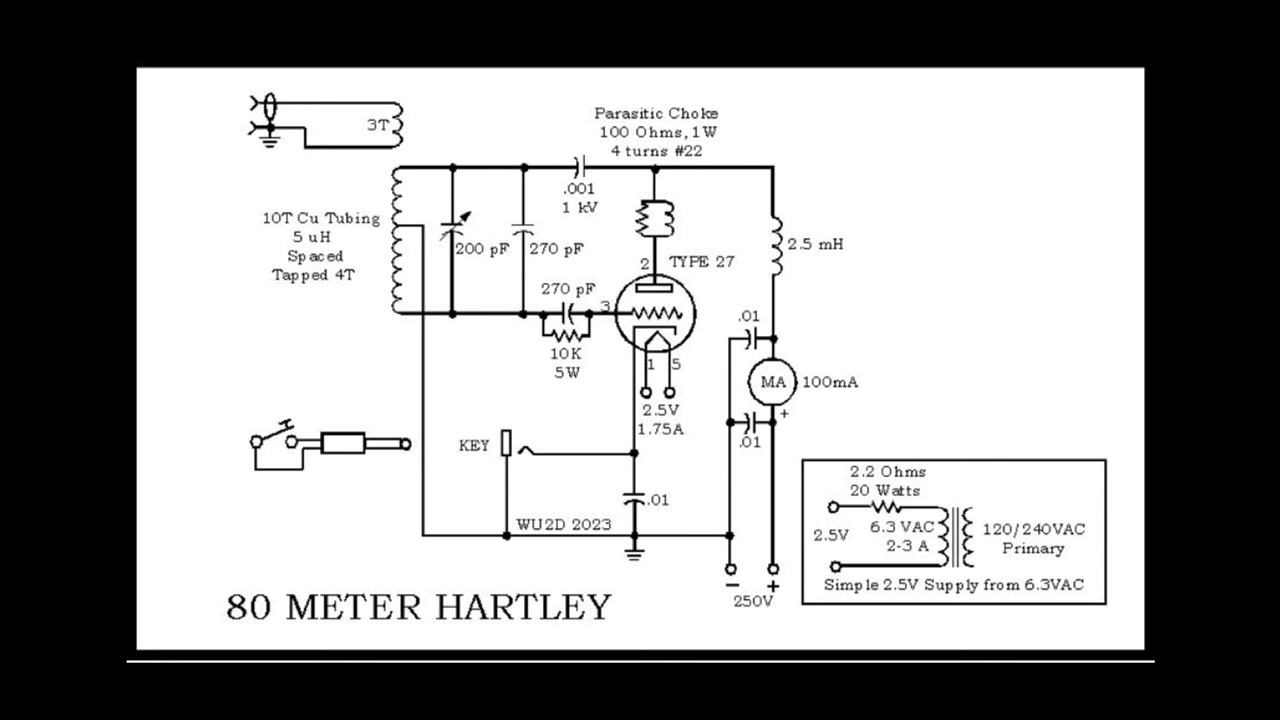 Parasitic Choke
100 Ohms, 1W
4 turns #22
3T
.001
1 kV
10T Cu Tubing
5 uH
Spaced
Tapped 4T
200 pF
270 pF
2.5 mH
2
TYPE 27
270 pF
3
10K
5W
1
5
2.5V
1.75A
.01
MA
100mA
+
.01
KEY
.01
WU2D 2023
−
+
250V
2.2 Ohms
20 Watts
2.5V
6.3 VAC
2-3 A
120/240VAC
Primary
Simple 2.5V Supply from 6.3VAC
80 METER HARTLEY